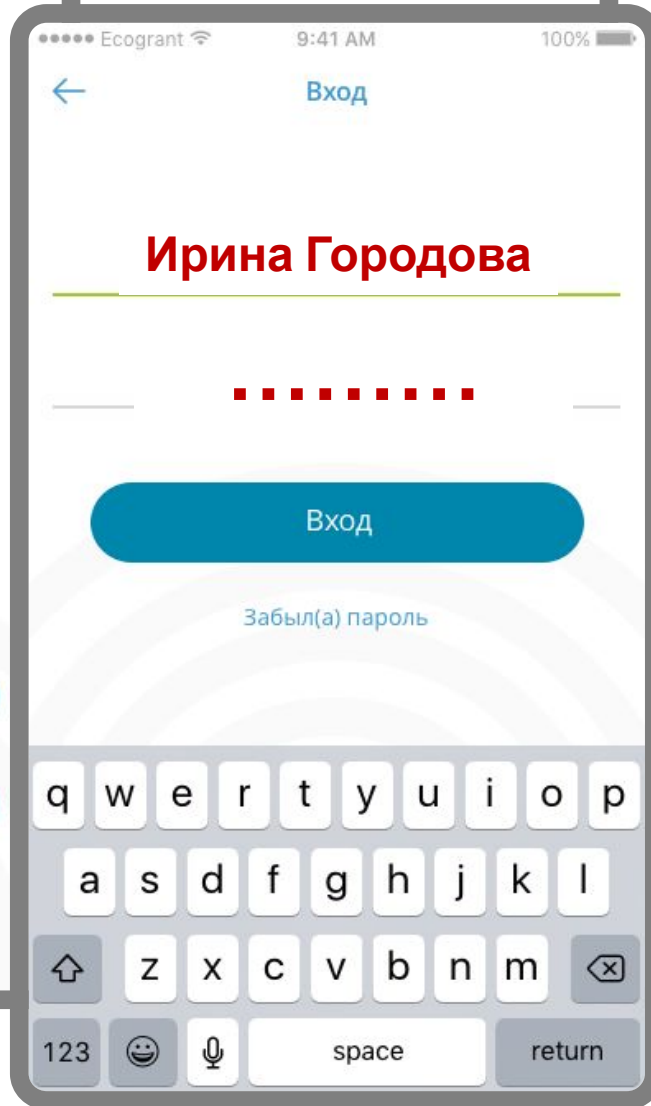 Ecogrant 9:41 AM 100%
Вход
Ирина Городова
Вход
Забыл(а) пароль
q w e r t y u i o p
a s d f g h j k l
z x c v b n m
123 space return